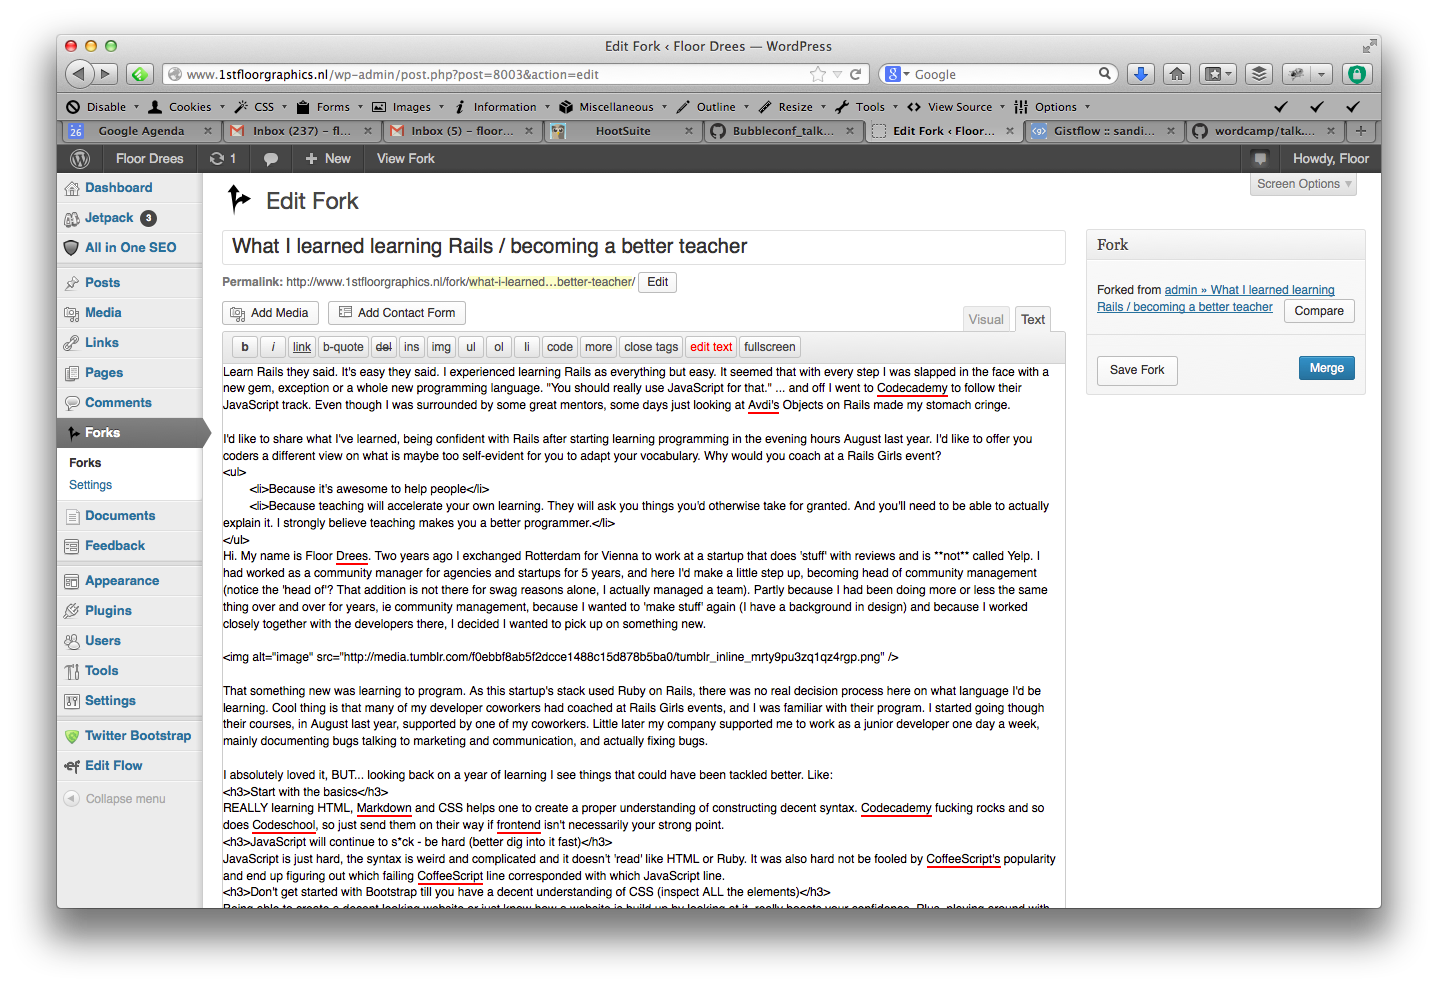 Edit Fork ‹ Floor Drees — WordPress
www.1stfloorgraphics.nl/wp-admin/post.php?post=8003&action=edit
Google
Disable
Cookies
CSS
Forms
Images
Information
Miscellaneous
Outline
Resize
Tools
View Source
Options
26
Google Agenda
Inbox (237) – fl...
Inbox (5) – floor...
HootSuite
Bubbleconf_talk...
Edit Fork ‹ Floor...
Gistflow :: sandi...
wordcamp/talk....
Floor Drees
1
New
View Fork
Howdy, Floor
Screen Options
Dashboard
Jetpack 3
All in One SEO
Posts
Media
Links
Pages
Comments
Forks
Forks
Settings
Documents
Feedback
Appearance
Plugins
Users
Tools
Settings
Twitter Bootstrap
ef Edit Flow
Collapse menu
Edit Fork
What I learned learning Rails / becoming a better teacher
Permalink: http://www.1stfloorgraphics.nl/fork/what-i-learned...better-teacher/ Edit
Add Media
Add Contact Form
Visual
Text
b i link b-quote del ins img ul ol li code more close tags edit text fullscreen
Learn Rails they said. It's easy they said. I experienced learning Rails as everything but easy. It seemed that with every step I was slapped in the face with a
new gem, exception or a whole new programming language. "You should really use JavaScript for that." ... and off I went to Codecademy to follow their
JavaScript track. Even though I was surrounded by some great mentors, some days just looking at Avdi's Objects on Rails made my stomach cringe.
I'd like to share what I've learned, being confident with Rails after starting learning programming in the evening hours August last year. I'd like to offer you
coders a different view on what is maybe too self-evident for you to adapt your vocabulary. Why would you coach at a Rails Girls event?
<ul>
<li>Because it's awesome to help people</li>
<li>Because teaching will accelerate your own learning. They will ask you things you'd otherwise take for granted. And you'll need to be able to actually
explain it. I strongly believe teaching makes you a better programmer.</li>
</ul>
Hi. My name is Floor Drees. Two years ago I exchanged Rotterdam for Vienna to work at a startup that does 'stuff' with reviews and is **not** called Yelp. I
had worked as a community manager for agencies and startups for 5 years, and here I'd make a little step up, becoming head of community management
(notice the 'head of'? That addition is not there for swag reasons alone, I actually managed a team). Partly because I had been doing more or less the same
thing over and over for years, ie community management, because I wanted to 'make stuff' again (I have a background in design) and because I worked
closely together with the developers there, I decided I wanted to pick up on something new.
<img alt="image" src="http://media.tumblr.com/f0ebbf8ab5f2dcce1488c15d878b5ba0/tumblr_inline_mrty9pu3zq1qz4rgp.png" />
That something new was learning to program. As this startup's stack used Ruby on Rails, there was no real decision process here on what language I'd be
learning. Cool thing is that many of my developer coworkers had coached at Rails Girls events, and I was familiar with their program. I started going though
their courses, in August last year, supported by one of my coworkers. Little later my company supported me to work as a junior developer one day a week,
mainly documenting bugs talking to marketing and communication, and actually fixing bugs.
I absolutely loved it, BUT... looking back on a year of learning I see things that could have been tackled better. Like:
<h3>Start with the basics</h3>
REALLY learning HTML, Markdown and CSS helps one to create a proper understanding of constructing decent syntax. Codecademy fucking rocks and so
does Codeschool, so just send them on their way if frontend isn't necessarily your strong point.
<h3>JavaScript will continue to s*ck - be hard (better dig into it fast)</h3>
JavaScript is just hard, the syntax is weird and complicated and it doesn't 'read' like HTML or Ruby. It was also hard not be fooled by CoffeeScript's popularity
and end up figuring out which failing CoffeeScript line corresponded with which JavaScript line.
<h3>Don't get started with Bootstrap till you have a decent understanding of CSS (inspect ALL the elements)</h3>
Being able to create a decent looking website or just know how a website is build up by looking at it, really boosts your confidence. Plus, playing around with
Fork
Forked from admin » What I learned learning
Rails / becoming a better teacher
Compare
Save Fork
Merge